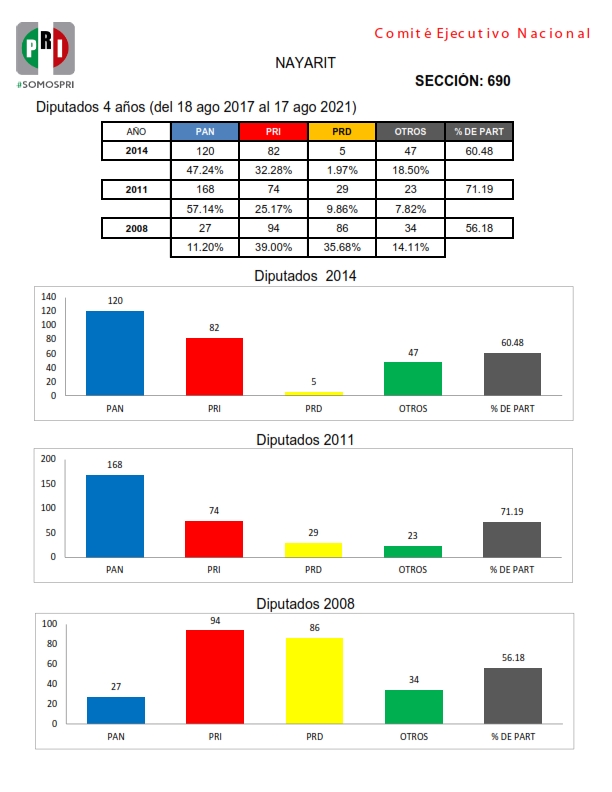 Comité Ejecutivo Nacional
PRI
#SOMOSPRI
NAYARIT
SECCIÓN: 690
Diputados 4 años (del 18 ago 2017 al 17 ago 2021)
AÑO PAN PRI PRD OTROS % DE PART
2014 120 82 5 47 60.48
47.24% 32.28% 1.97% 18.50%
2011 168 74 29 23 71.19
57.14% 25.17% 9.86% 7.82%
2008 27 94 86 34 56.18
11.20% 39.00% 35.68% 14.11%
Diputados 2014
140
120
100
80
60
40
20
0
120 82 5 47 60.48
PAN PRI PRD OTROS % DE PART
Diputados 2011
200
150
100
50
0
168 74 29 23 71.19
PAN PRI PRD OTROS % DE PART
Diputados 2008
100
80
60
40
20
0
27 94 86 34 56.18
PAN PRI PRD OTROS % DE PART